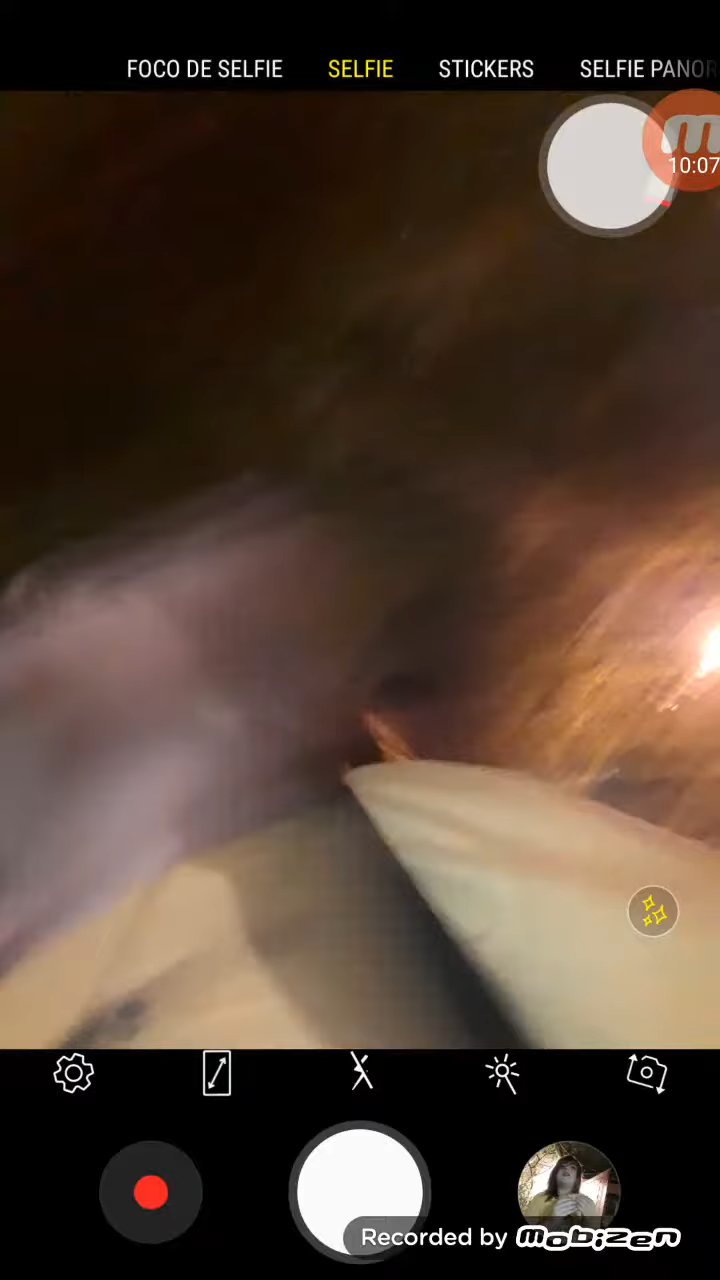 FOCO DE SELFIE SELFIE STICKERS SELFIE PANOR
m
10:07
Recorded by mobizen